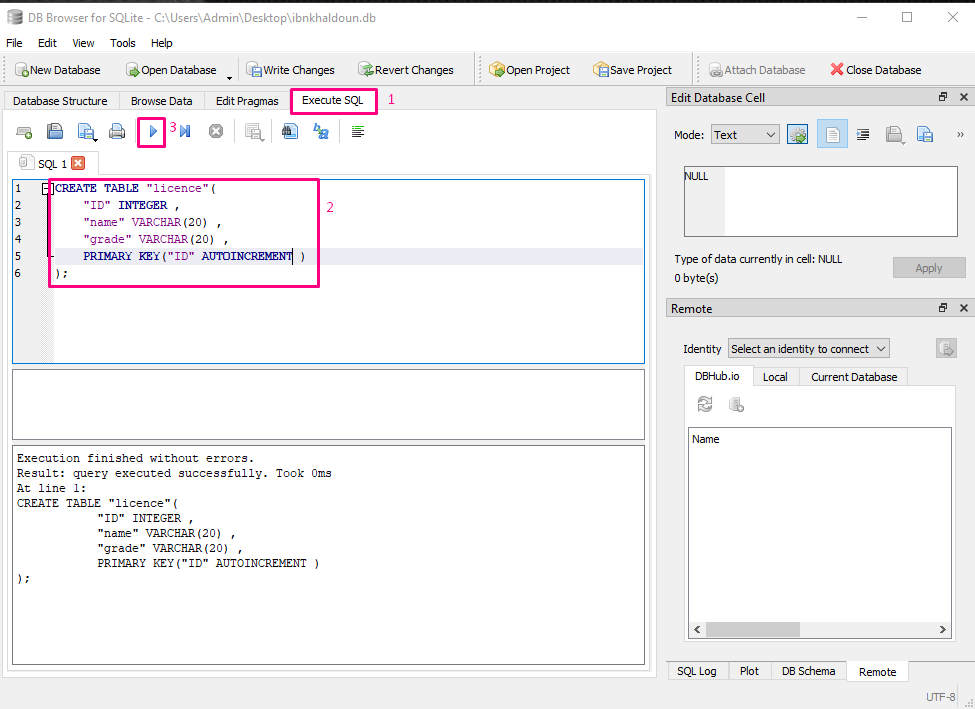 DB Browser for SQLite - C:\Users\Admin\Desktop\ibnkhaldoun.db
File Edit View Tools Help
New Database Open Database Write Changes Revert Changes Open Project Save Project Attach Database Close Database
Database Structure Browse Data Edit Pragmas Execute SQL 1
3
SQL 1
1 CREATE TABLE "licence"(
2 "ID" INTEGER ,
3 "name" VARCHAR(20) ,
4 "grade" VARCHAR(20) ,
5 PRIMARY KEY("ID" AUTOINCREMENT )
6 );
2
Execution finished without errors.
Result: query executed successfully. Took 0ms
At line 1:
CREATE TABLE "licence"(
"ID" INTEGER ,
"name" VARCHAR(20) ,
"grade" VARCHAR(20) ,
PRIMARY KEY("ID" AUTOINCREMENT )
);
Edit Database Cell
Mode: Text
NULL
Type of data currently in cell: NULL
0 byte(s)
Apply
Remote
Identity Select an identity to connect
DBHub.io Local Current Database
Name
SQL Log Plot DB Schema Remote
UTF-8